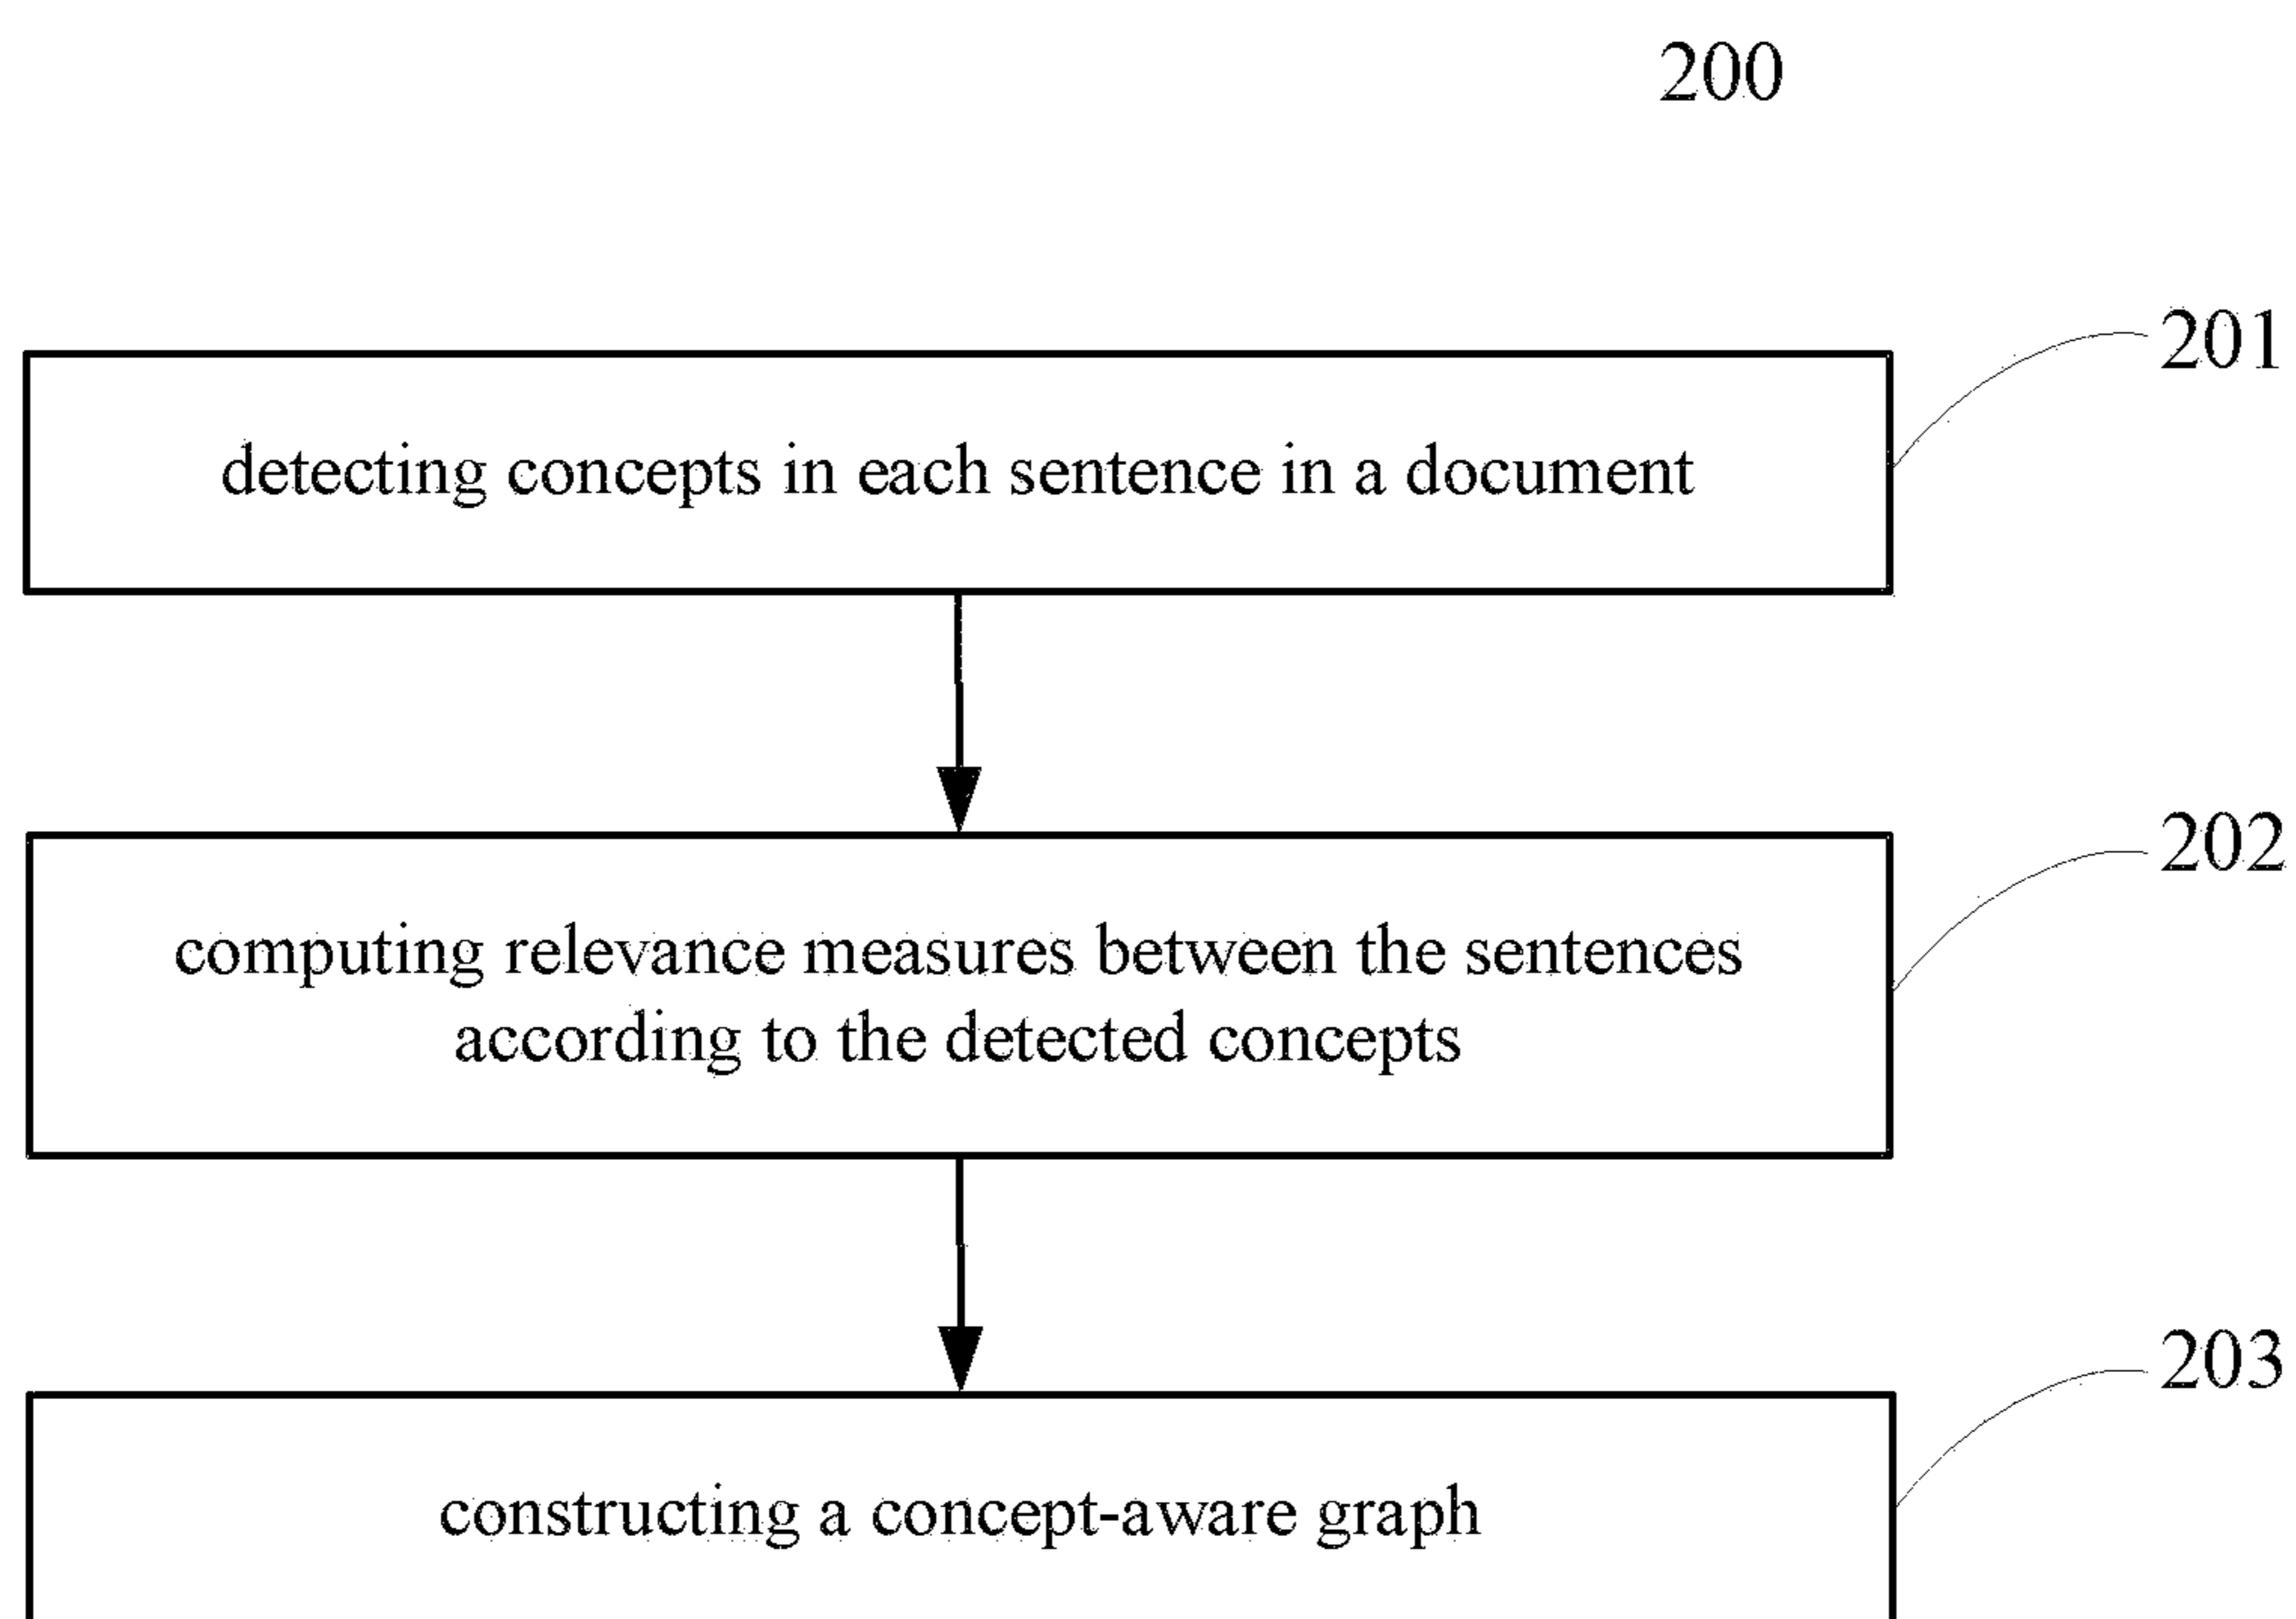 200
201
detecting concepts in each sentence in a document
202
computing relevance measures between the sentences
according to the detected concepts
203
constructing a concept-aware graph